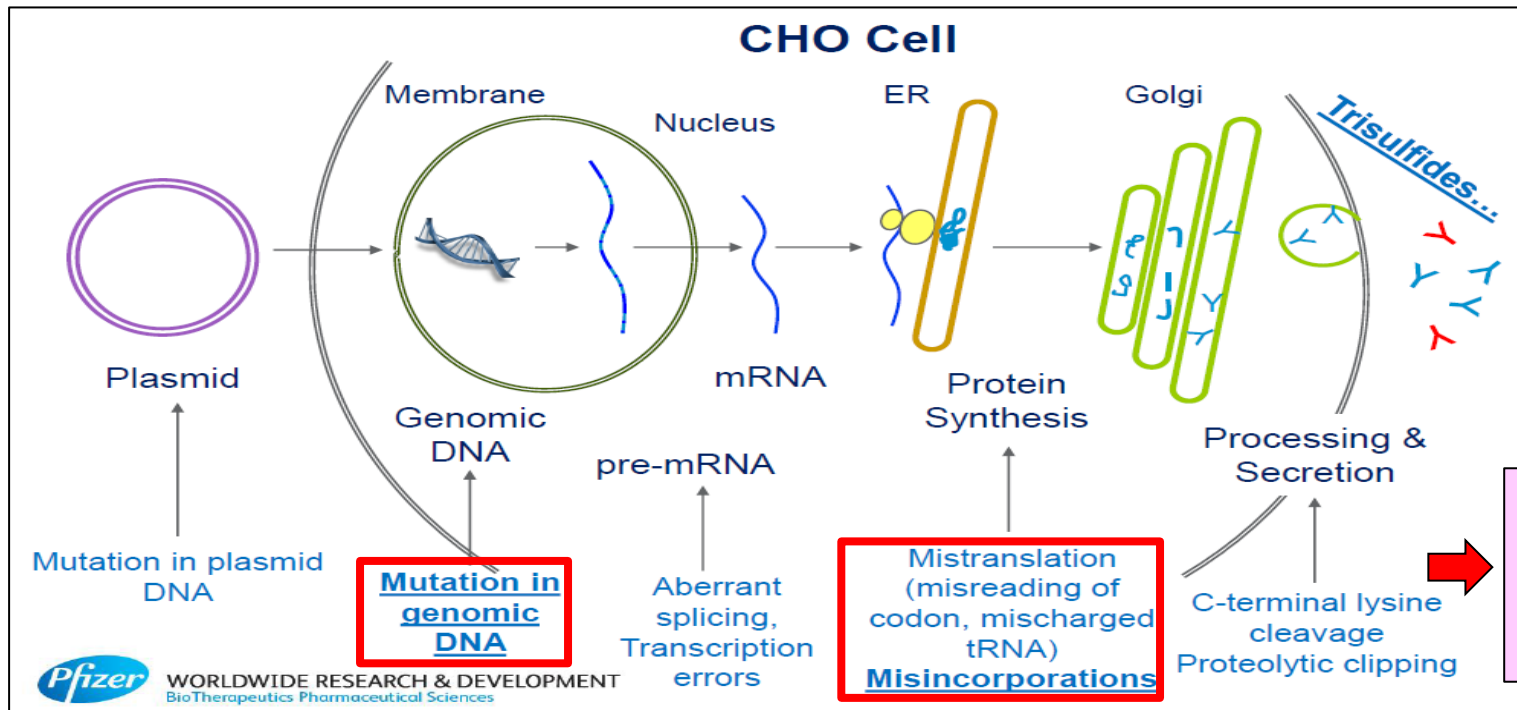 CHO Cell
Membrane
Nucleus
ER
Golgi
Trisulfides...
Plasmid
Genomic
DNA
pre-mRNA
mRNA
Protein
Synthesis
Processing &
Secretion
Mutation in plasmid
DNA
Mutation in
genomic
DNA
Aberrant
splicing,
Transcription
errors
Mistranslation
(misreading of
codon, mischarged
tRNA)
Misincorporations
C-terminal lysine
cleavage
Proteolytic clipping
Pfizer
WORLDWIDE RESEARCH & DEVELOPMENT
BioTherapeutics Pharmaceutical Sciences